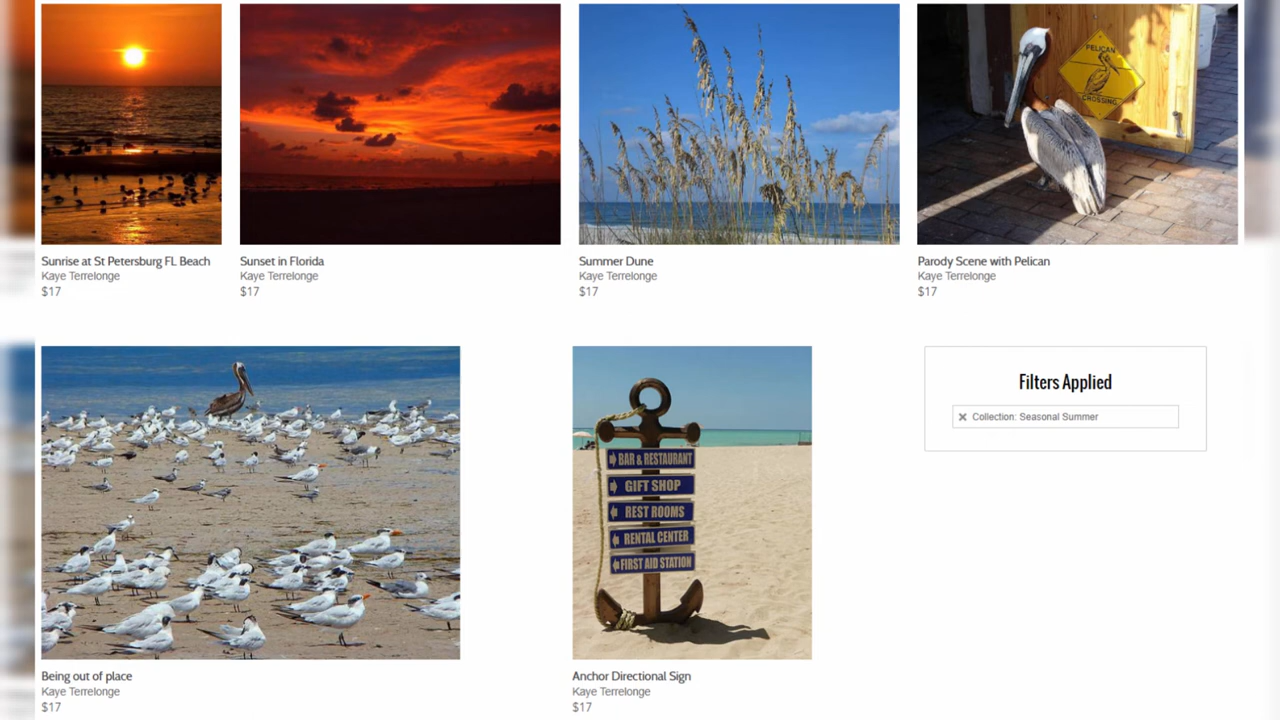 PELICAN
CROSSING
Sunrise at St Petersburg FL Beach
Kaye Terrelonge
$17
Sunset in Florida
Kaye Terrelonge
$17
Summer Dune
Kaye Terrelonge
$17
Parody Scene with Pelican
Kaye Terrelonge
$17
BAR & RESTAURANT
GIFT SHOP
REST ROOMS
RENTAL CENTER
FIRST AID STATION
Filters Applied
Collection: Seasonal Summer
Being out of place
Kaye Terrelonge
$17
Anchor Directional Sign
Kaye Terrelonge
$17